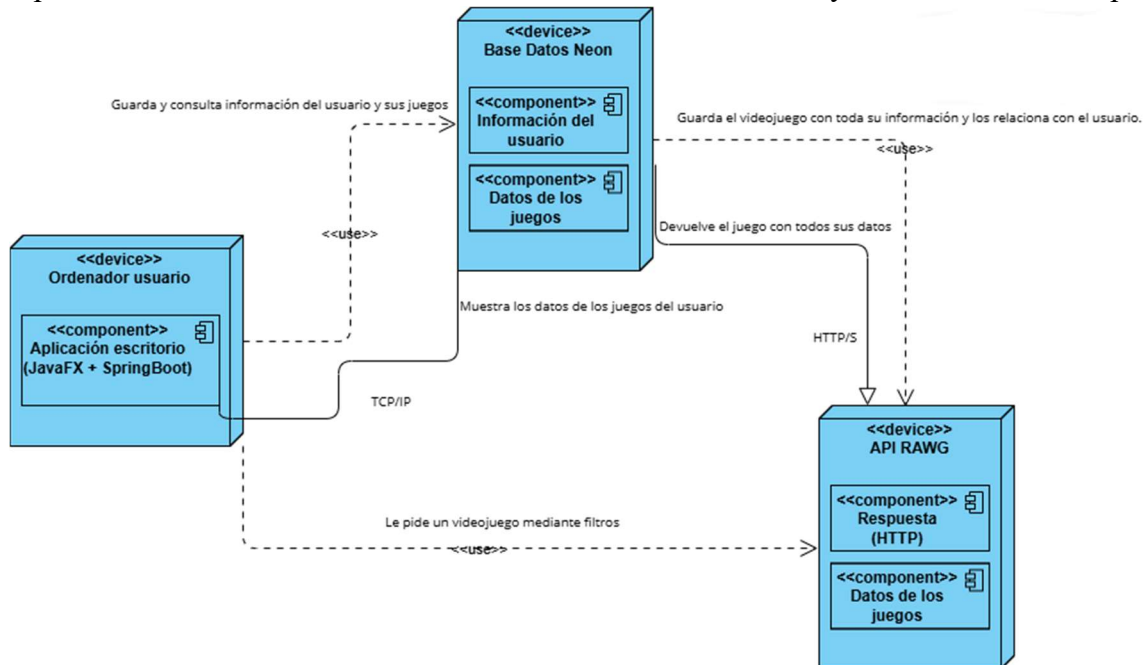 <<device>>
Base Datos Neon
<<component>>
Información del
usuario
<<component>>
Datos de los
juegos
Guarda y consulta información del usuario y sus juegos
Guarda el videojuego con toda su información y los relaciona con el usuario.
<<use>>
<<use>>
Devuelve el juego con todos sus datos
<<device>>
Ordenador usuario
<<component>>
Aplicación escritorio
(JavaFX + SpringBoot)
Muestra los datos de los juegos del usuario
HTTP/S
TCP/IP
<<device>>
API RAWG
<<component>>
Respuesta
(HTTP)
<<component>>
Datos de los
juegos
Le pide un videojuego mediante filtros
<<use>>